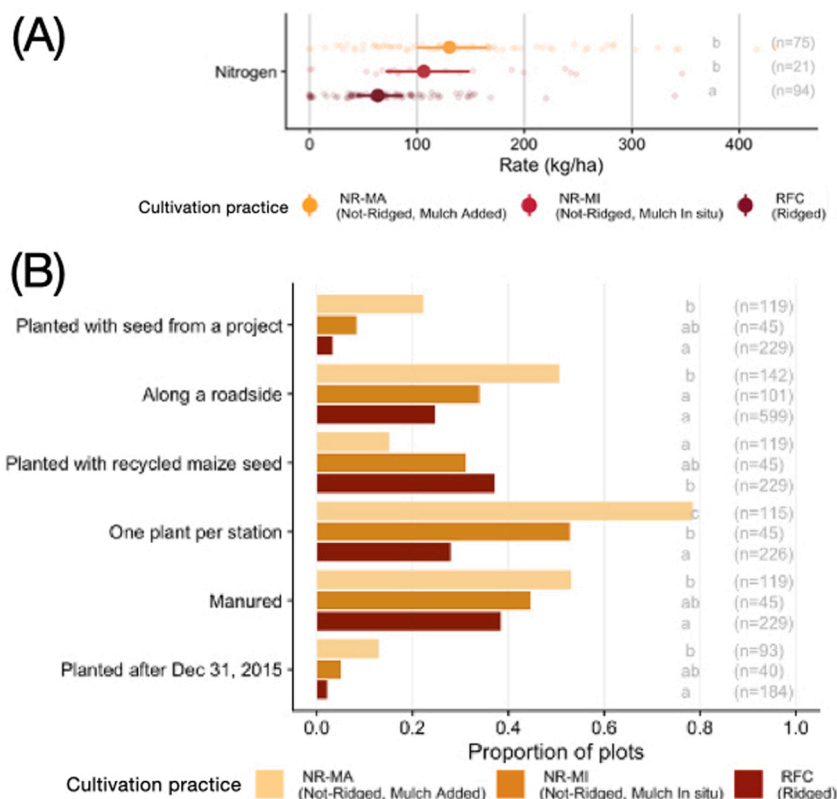 (A)
Nitrogen
b (n=75)
b (n=21)
a (n=94)
0 100 200 300 400
Rate (kg/ha)
Cultivation practice
NR-MA
(Not-Ridged, Mulch Added)
NR-MI
(Not-Ridged, Mulch In situ)
RFC
(Ridged)
(B)
Planted with seed from a project
b (n=119)
ab (n=45)
a (n=229)
Along a roadside
b (n=142)
a (n=101)
a (n=599)
Planted with recycled maize seed
a (n=119)
ab (n=45)
b (n=229)
One plant per station
c (n=115)
b (n=45)
a (n=226)
Manured
b (n=119)
ab (n=45)
a (n=229)
Planted after Dec 31, 2015
b (n=93)
ab (n=40)
a (n=184)
0.0 0.2 0.4 0.6 0.8 1.0
Proportion of plots
Cultivation practice
NR-MA
(Not-Ridged, Mulch Added)
NR-MI
(Not-Ridged, Mulch In situ)
RFC
(Ridged)